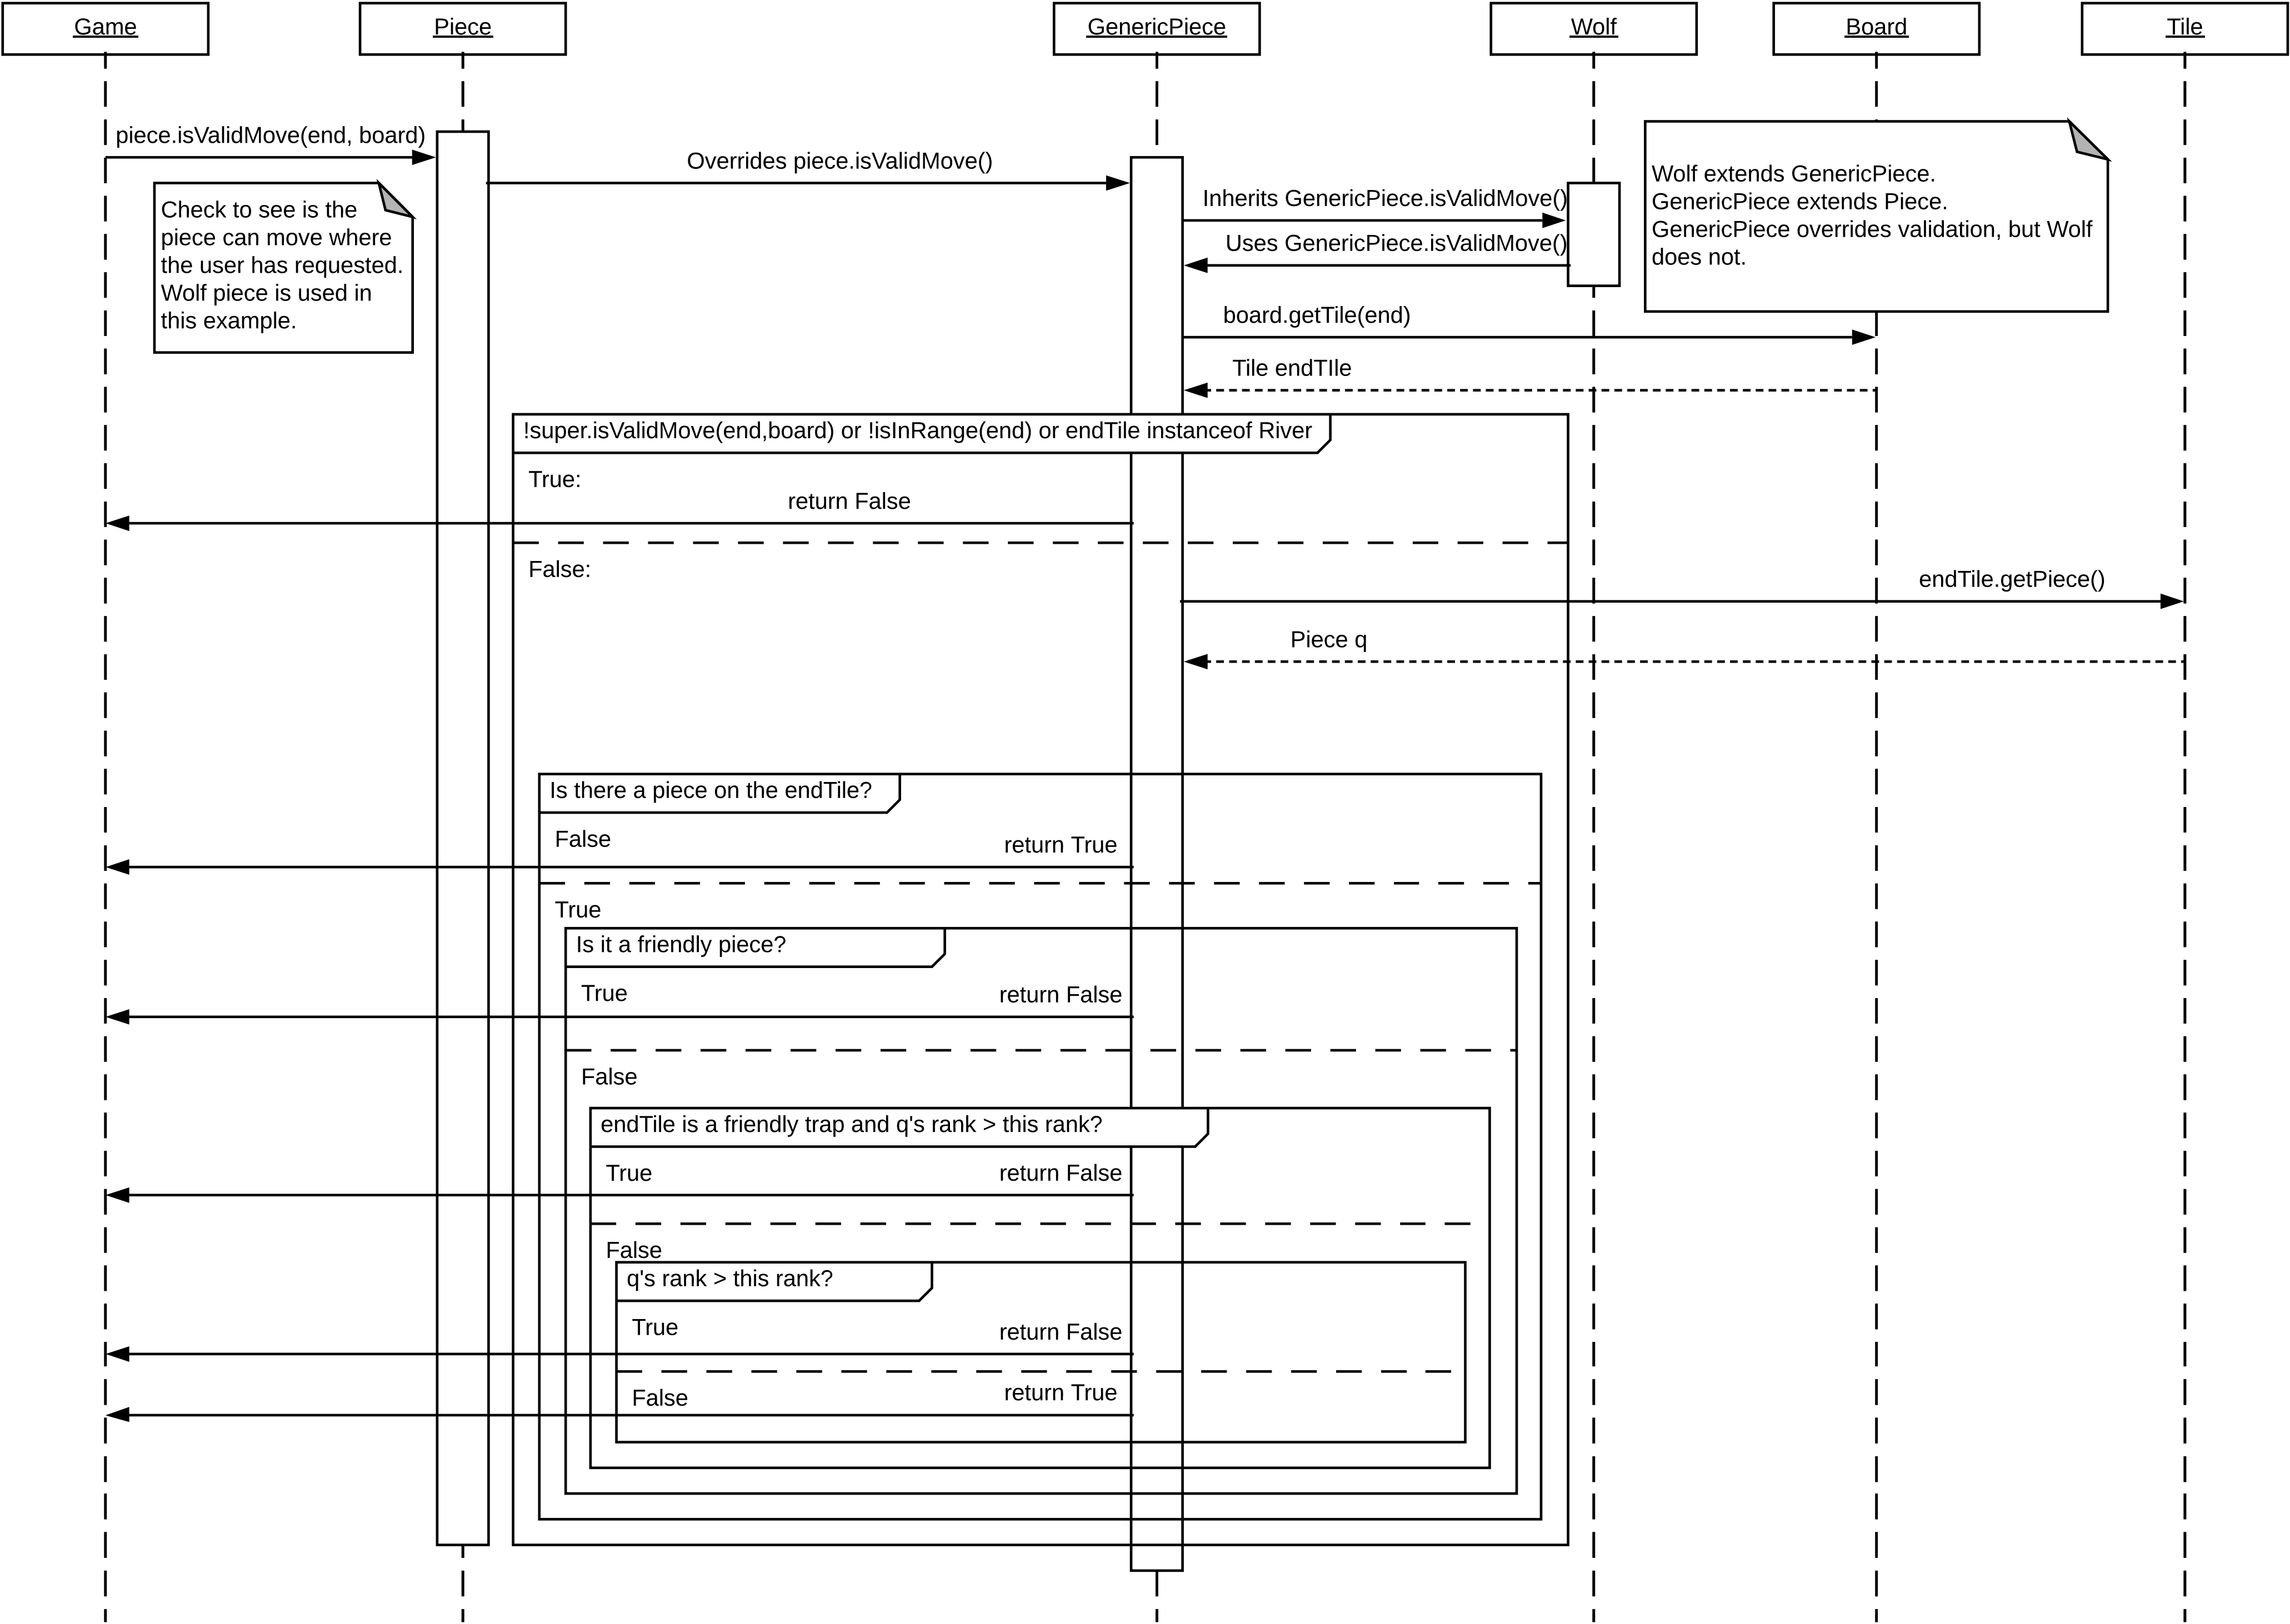 Game
Piece
GenericPiece
Wolf
Board
Tile
piece.isValidMove(end, board)
Overrides piece.isValidMove()
Check to see is the
piece can move where
the user has requested.
Wolf piece is used in
this example.
Inherits GenericPiece.isValidMove()
Uses GenericPiece.isValidMove()
Wolf extends GenericPiece.
GenericPiece extends Piece.
GenericPiece overrides validation, but Wolf
does not.
board.getTile(end)
Tile endTIle
!super.isValidMove(end,board) or !isInRange(end) or endTile instanceof River
True:
return False
False:
endTile.getPiece()
Piece q
Is there a piece on the endTile?
False
return True
True
Is it a friendly piece?
True
return False
False
endTile is a friendly trap and q's rank > this rank?
True
return False
False
q's rank > this rank?
True
return False
False
return True